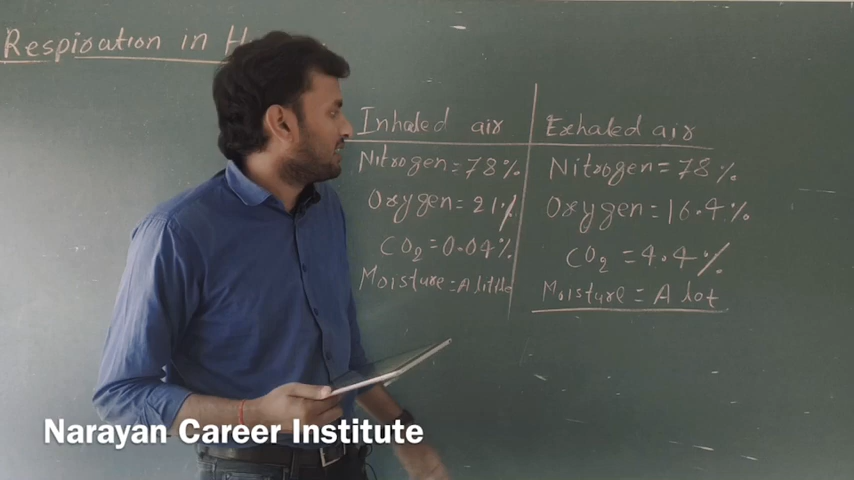 Respiration in H
Inhaled air
Nitrogen = 78%
Oxygen = 21%
CO2 = 0.04%
Moisture = A little
Exhaled air
Nitrogen = 78%
Oxygen = 16.4%
CO2 = 4.4%
Moisture = A lot
Narayan Career Institute